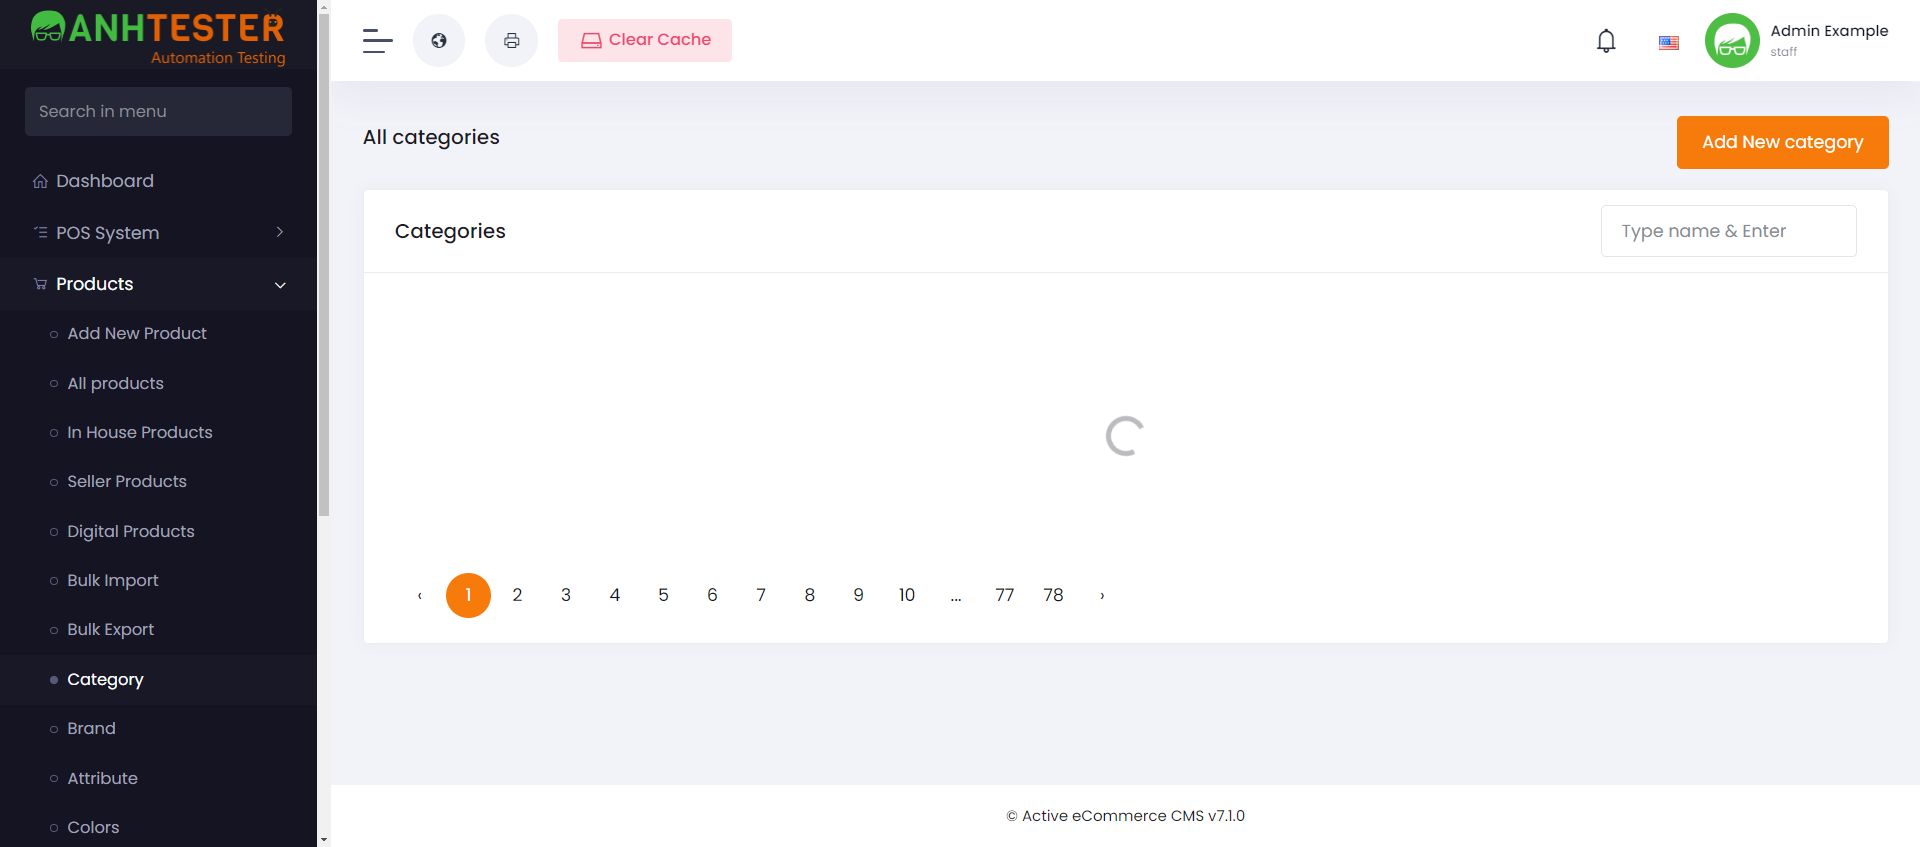 ANHTESTER
Automation Testing
Search in menu
Dashboard
POS System
Products
Add New Product
All products
In House Products
Seller Products
Digital Products
Bulk Import
Bulk Export
Category
Brand
Attribute
Colors
Clear Cache
Admin Example
staff
All categories
Add New category
Categories
Type name & Enter
‹ 1 2 3 4 5 6 7 8 9 10 ... 77 78 ›
© Active eCommerce CMS v7.1.0